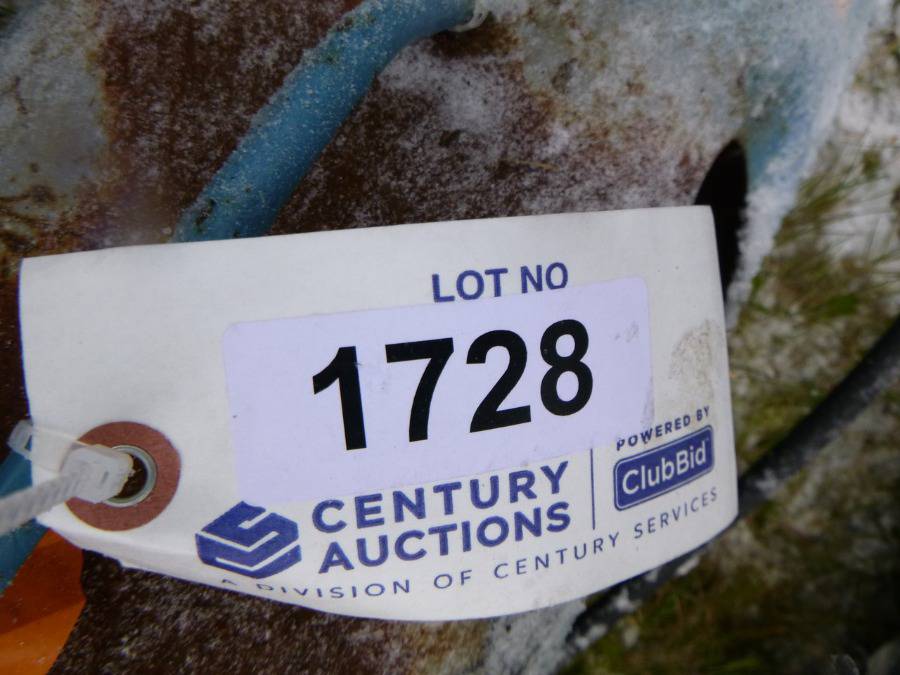 LOT NO
1728
CENTURY
AUCTIONS
POWERED BY
ClubBid
A DIVISION OF CENTURY SERVICES